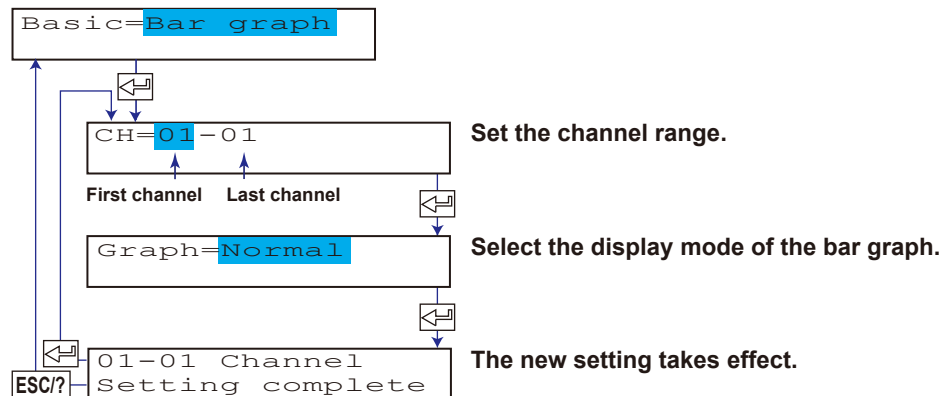 Basic=Bar graph
CH=01-01
Set the channel range.
First channel Last channel
Graph=Normal
Select the display mode of the bar graph.
01-01 Channel
The new setting takes effect.
ESC/?
Setting complete